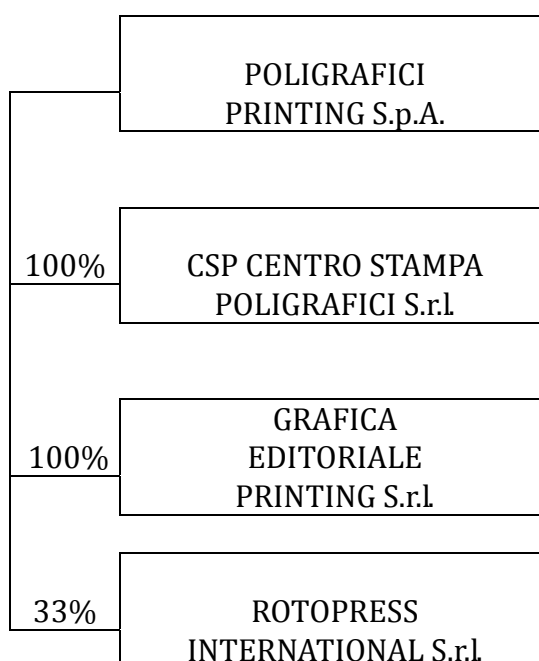 POLIGRAFICI
PRINTING S.p.A.
100%
CSP CENTRO STAMPA
POLIGRAFICI S.r.l.
100%
GRAFICA
EDITORIALE
PRINTING S.r.l.
33%
ROTOPRESS
INTERNATIONAL S.r.l.